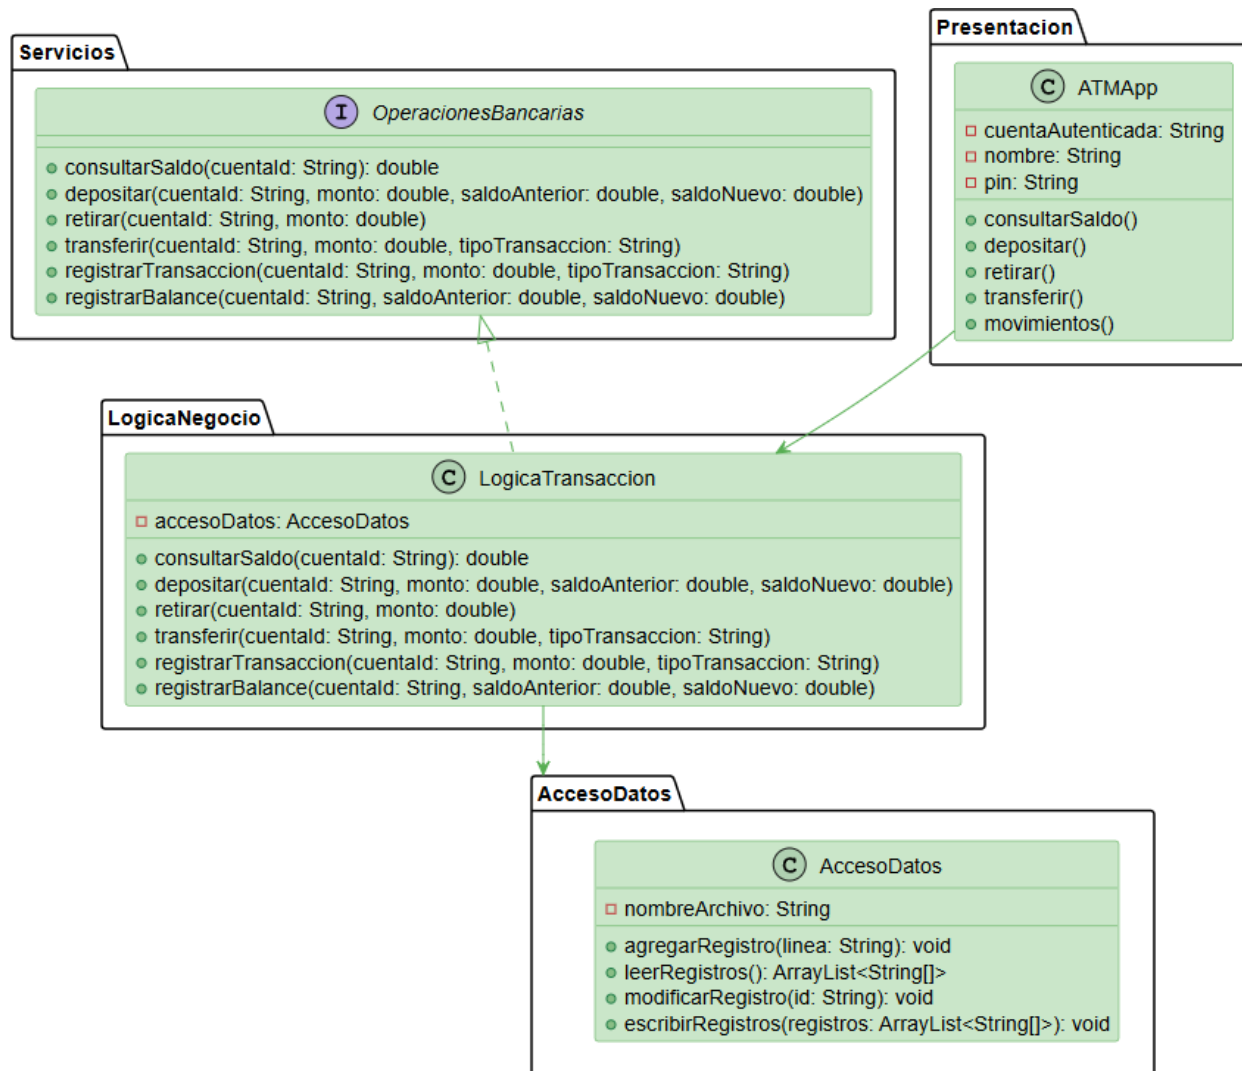 Servicios
I OperacionesBancarias
consultarSaldo(cuentaId: String): double
depositar(cuentaId: String, monto: double, saldoAnterior: double, saldoNuevo: double)
retirar(cuentaId: String, monto: double)
transferir(cuentaId: String, monto: double, tipoTransaccion: String)
registrarTransaccion(cuentaId: String, monto: double, tipoTransaccion: String)
registrarBalance(cuentaId: String, saldoAnterior: double, saldoNuevo: double)
Presentacion
C ATMApp
cuentaAutenticada: String
nombre: String
pin: String
consultarSaldo()
depositar()
retirar()
transferir()
movimientos()
LogicaNegocio
C LogicaTransaccion
accesoDatos: AccesoDatos
consultarSaldo(cuentaId: String): double
depositar(cuentaId: String, monto: double, saldoAnterior: double, saldoNuevo: double)
retirar(cuentaId: String, monto: double)
transferir(cuentaId: String, monto: double, tipoTransaccion: String)
registrarTransaccion(cuentaId: String, monto: double, tipoTransaccion: String)
registrarBalance(cuentaId: String, saldoAnterior: double, saldoNuevo: double)
AccesoDatos
C AccesoDatos
nombreArchivo: String
agregarRegistro(linea: String): void
leerRegistros(): ArrayList<String[]>
modificarRegistro(id: String): void
escribirRegistros(registros: ArrayList<String[]>): void